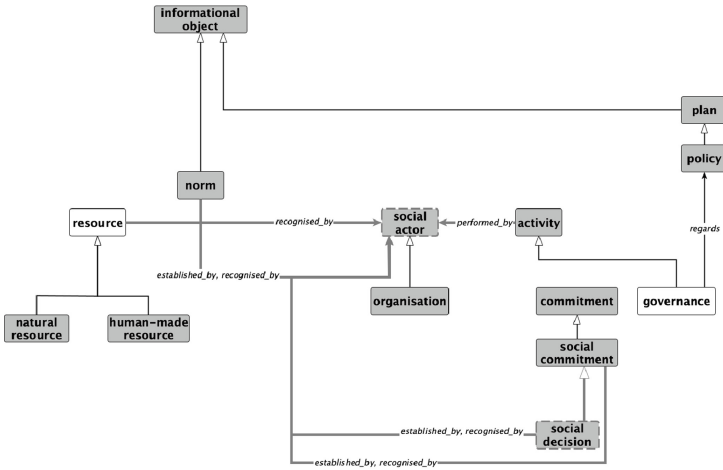 informational
object
plan
policy
norm
resource
recognised_by
social
actor
performed_by
activity
regards
established_by, recognised_by
organisation
commitment
governance
natural
resource
human-made
resource
social
commitment
established_by, recognised_by
social
decision
established_by, recognised_by